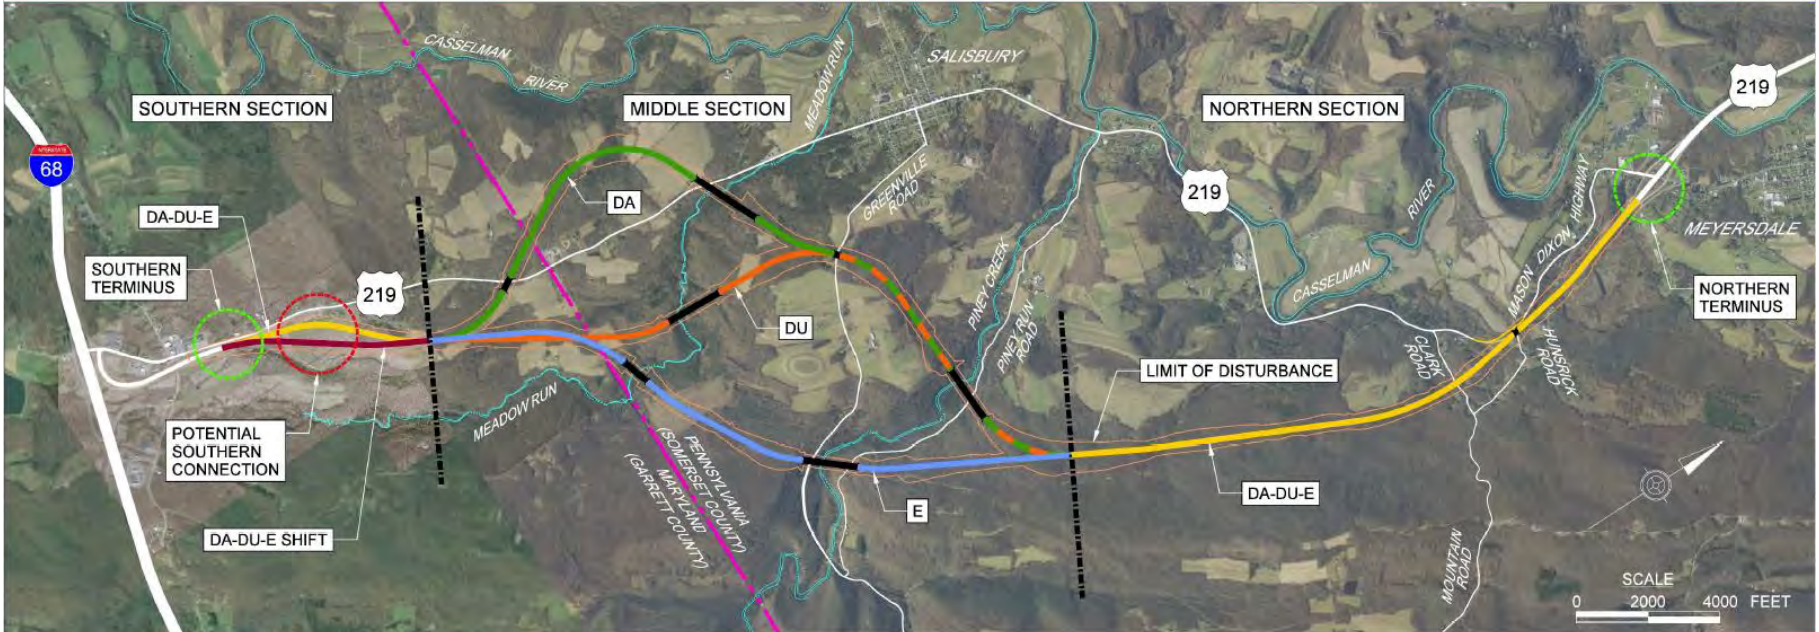 CASSELMAN
RIVER
MEADOW RUN
SALISBURY
219
SOUTHERN SECTION
MIDDLE SECTION
NORTHERN SECTION
68
DA-DU-E
DA
GREENVILLE
ROAD
219
CASSELMAN
RIVER
MASON DIXON HIGHWAY
MEYERSDALE
SOUTHERN
TERMINUS
219
NORTHERN
TERMINUS
DU
PINEY CREEK
PINEY RUN
ROAD
CLARK
ROAD
HUNSRICK
ROAD
LIMIT OF DISTURBANCE
POTENTIAL
SOUTHERN
CONNECTION
MEADOW RUN
PENNSYLVANIA
(SOMERSET COUNTY)
MARYLAND
(GARRETT COUNTY)
DA-DU-E
E
DA-DU-E SHIFT
MOUNTAIN
ROAD
SCALE
0 2000 4000 FEET